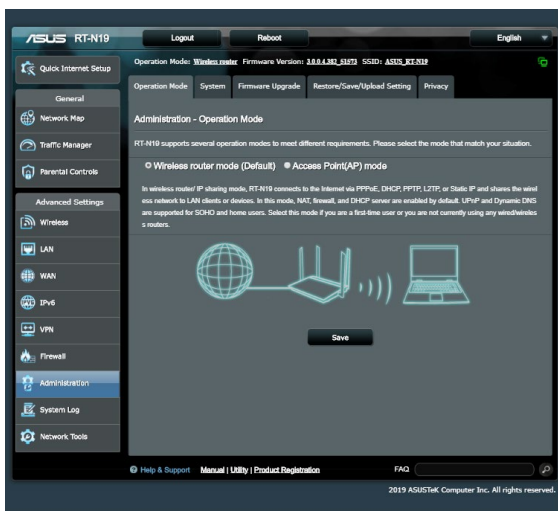 ASUS RT-N19 Logout Reboot English
Quick Internet Setup
General
Network Map
Traffic Manager
Parental Controls
Advanced Settings
Wireless
LAN
WAN
IPv6
VPN
Firewall
Administration
System Log
Network Tools
Operation Mode: Wireless router Firmware Version: 3.0.0.4.382_51973 SSID: ASUS_RT-N19
Operation Mode System Firmware Upgrade Restore/Save/Upload Setting Privacy
Administration - Operation Mode
RT-N19 supports several operation modes to meet different requirements. Please select the mode that match your situation.
Wireless router mode (Default) Access Point(AP) mode
In wireless router/ IP sharing mode, RT-N19 connects to the Internet via PPPoE, DHCP, PPTP, L2TP, or Static IP and shares the wirel
ess network to LAN clients or devices. In this mode, NAT, firewall, and DHCP server are enabled by default. UPnP and Dynamic DNS
are supported for SOHO and home users. Select this mode if you are a first-time user or you are not currently using any wired/wireles
s routers.
Save
Help & Support Manual | Utility | Product Registration FAQ
2019 ASUSTeK Computer Inc. All rights reserved.